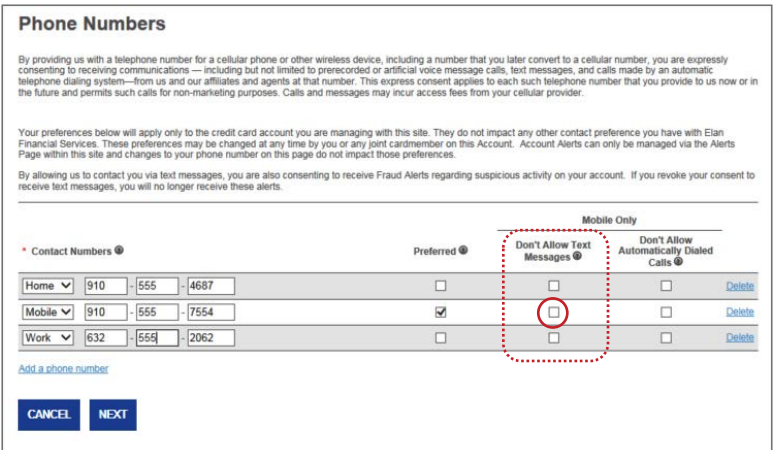 Phone Numbers
By providing us with a telephone number for a cellular phone or other wireless device, including a number that you later convert to a cellular number, you are expressly
consenting to receiving communications — including but not limited to prerecorded or artificial voice message calls, text messages, and calls made by an automatic
telephone dialing system—from us and our affiliates and agents at that number. This express consent applies to each such telephone number that you provide to us now or in
the future and permits such calls for non-marketing purposes. Calls and messages may incur access fees from your cellular provider.
Your preferences below will apply only to the credit card account you are managing with this site. They do not impact any other contact preference you have with Elan
Financial Services. These preferences may be changed at any time by you or any joint cardmember on this Account. Account Alerts can only be managed via the Alerts
Page within this site and changes to your phone number on this page do not impact those preferences.
By allowing us to contact you via text messages, you are also consenting to receive Fraud Alerts regarding suspicious activity on your account. If you revoke your consent to
receive text messages, you will no longer receive these alerts.
Mobile Only
* Contact Numbers Preferred Don't Allow Text Messages Don't Allow Automatically Dialed Calls
Home 910 - 555 - 4687 Delete
Mobile 910 - 555 - 7554 Delete
Work 632 - 555 - 2062 Delete
Add a phone number
CANCEL NEXT